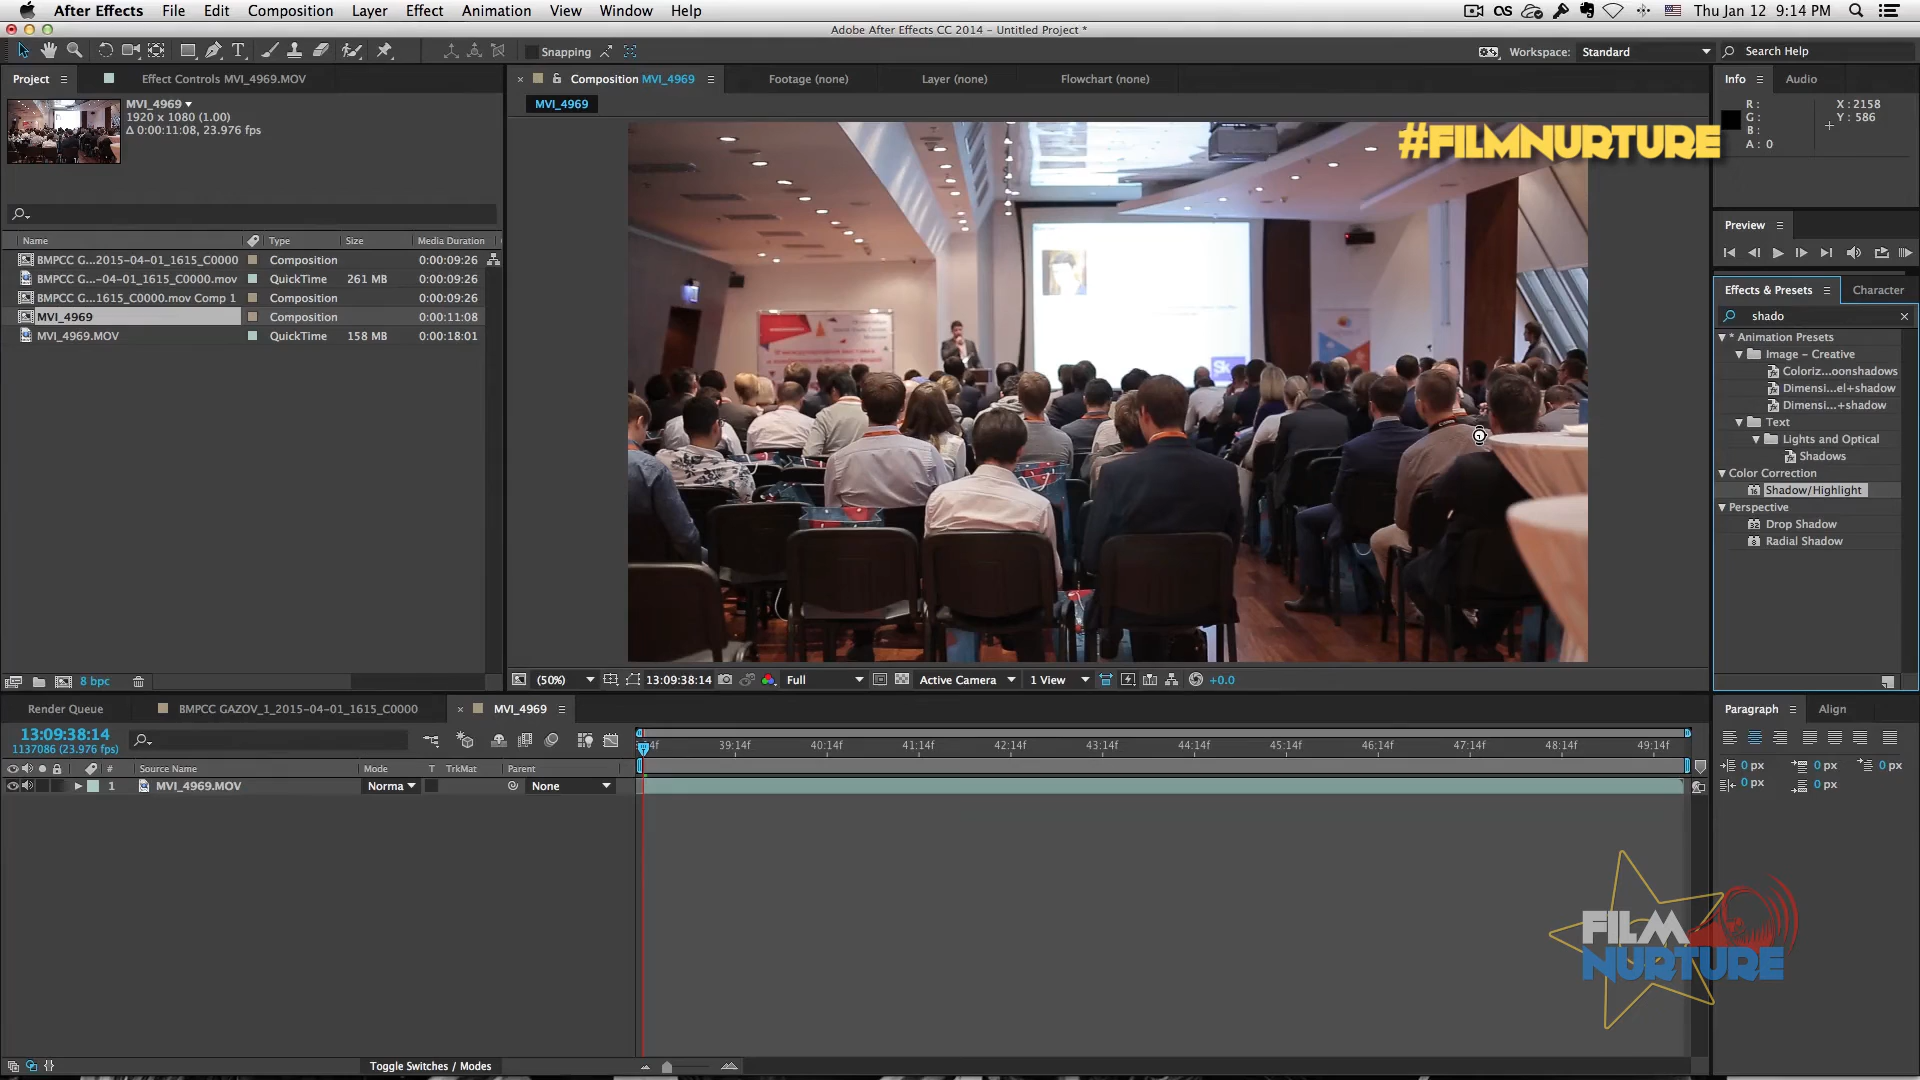 After Effects File Edit Composition Layer Effect Animation View Window Help Thu Jan 12 9:14 PM
Adobe After Effects CC 2014 – Untitled Project *
Snapping Workspace: Standard Search Help
Project Effect Controls MVI_4969.MOV Composition MVI_4969 Footage (none) Layer (none) Flowchart (none) Info Audio
MVI_4969
1920 x 1080 (1.00)
Δ 0:00:11:08, 23.976 fps
MVI_4969
R: X: 2158
G: Y: 586
B:
A: 0
#FILMNURTURE
Name Type Size Media Duration
BMPCC G...2015-04-01_1615_C0000 Composition 0:00:09:26
BMPCC G...-04-01_1615_C0000.mov QuickTime 261 MB 0:00:09:26
BMPCC G...1615_C0000.mov Comp 1 Composition 0:00:09:26
MVI_4969 Composition 0:00:11:08
MVI_4969.MOV QuickTime 158 MB 0:00:18:01
Sk
Preview
Effects & Presets Character
shado
* Animation Presets
Image – Creative
Coloriz...oonshadows
Dimensi...el+shadow
Dimensi...+shadow
Text
Lights and Optical
Shadows
Color Correction
Shadow/Highlight
Perspective
Drop Shadow
Radial Shadow
8 bpc
(50%) 13:09:38:14 Full Active Camera 1 View +0.0
Render Queue BMPCC GAZOV_1_2015-04-01_1615_C0000 MVI_4969
13:09:38:14
1137086 (23.976 fps)
4f 39:14f 40:14f 41:14f 42:14f 43:14f 44:14f 45:14f 46:14f 47:14f 48:14f 49:14f
# Source Name Mode T TrkMat Parent
1 MVI_4969.MOV Norma None
Paragraph Align
0 px 0 px 0 px
0 px 0 px
FILM
NURTURE
Toggle Switches / Modes